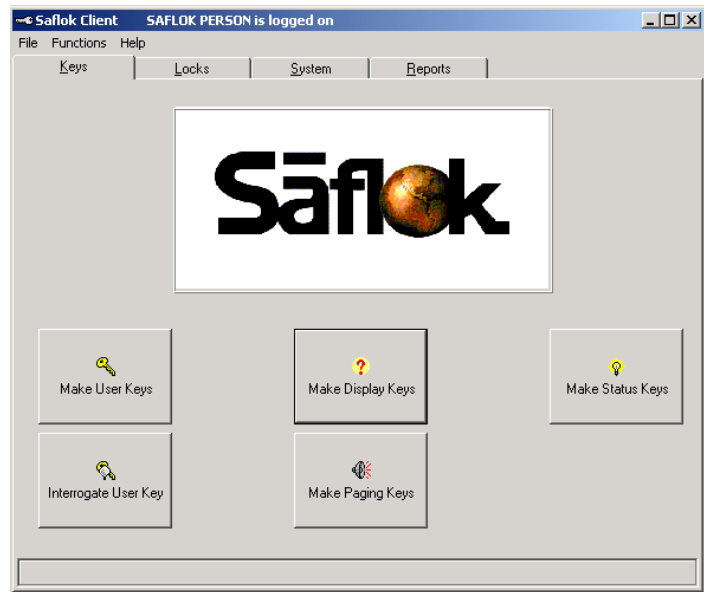 Saflok Client SAFLOK PERSON is logged on
File Functions Help
Keys Locks System Reports
Sāflok
Make User Keys Make Display Keys Make Status Keys
Interrogate User Key Make Paging Keys